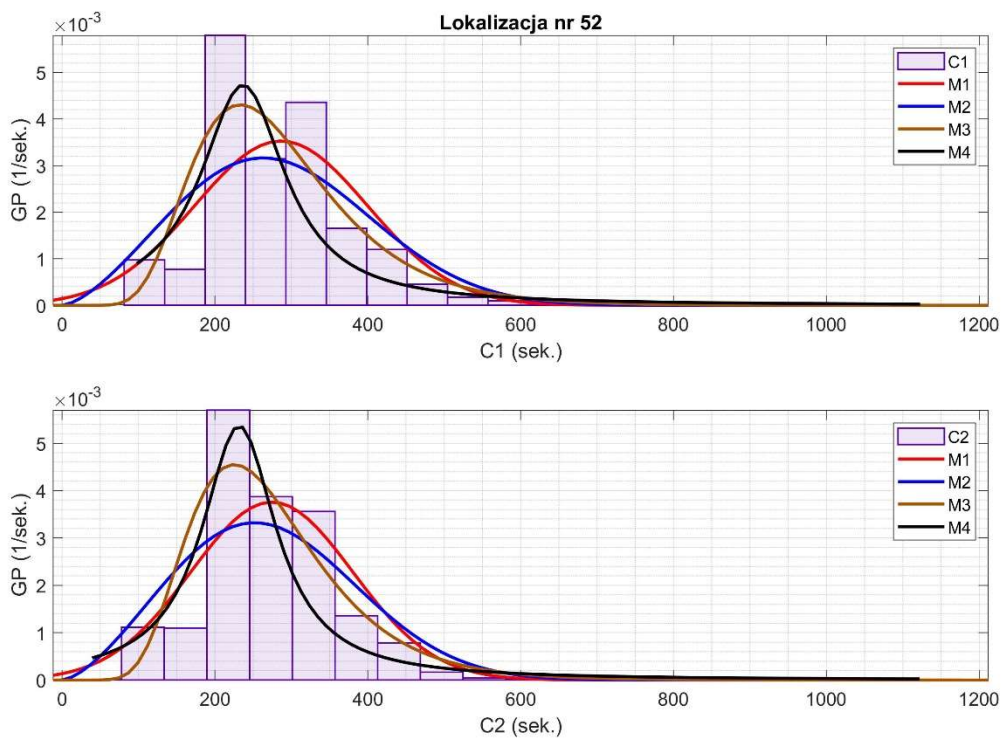 Lokalizacja nr 52
×10⁻³
5
4
3
2
1
0
GP (1/sek.)
0 200 400 600 800 1000 1200
C1 (sek.)
C1
M1
M2
M3
M4
×10⁻³
5
4
3
2
1
0
GP (1/sek.)
0 200 400 600 800 1000 1200
C2 (sek.)
C2
M1
M2
M3
M4